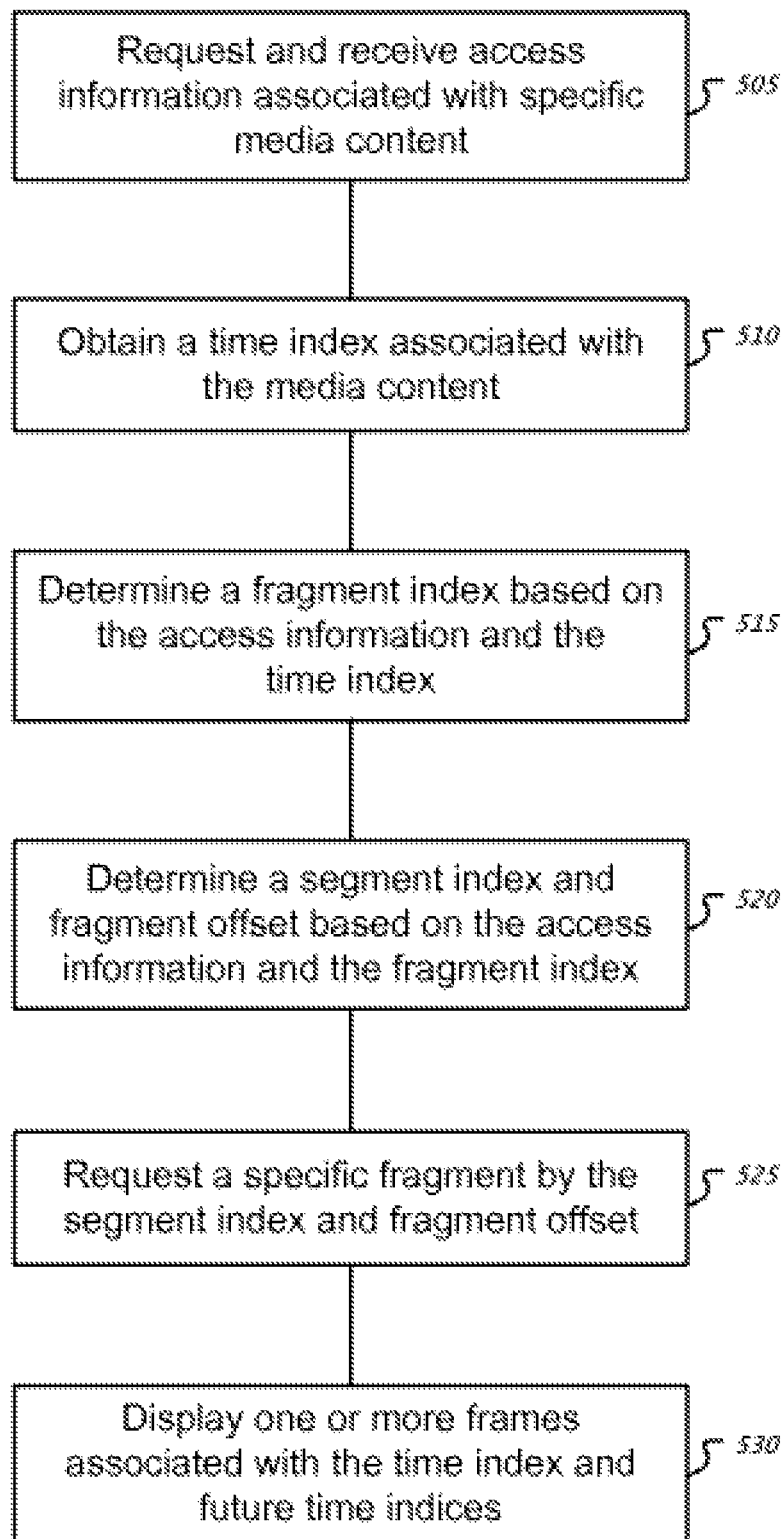 Request and receive access
information associated with specific
media content
505
Obtain a time index associated with
the media content
510
Determine a fragment index based on
the access information and the
time index
515
Determine a segment index and
fragment offset based on the access
information and the fragment index
520
Request a specific fragment by the
segment index and fragment offset
525
Display one or more frames
associated with the time index and
future time indices
530